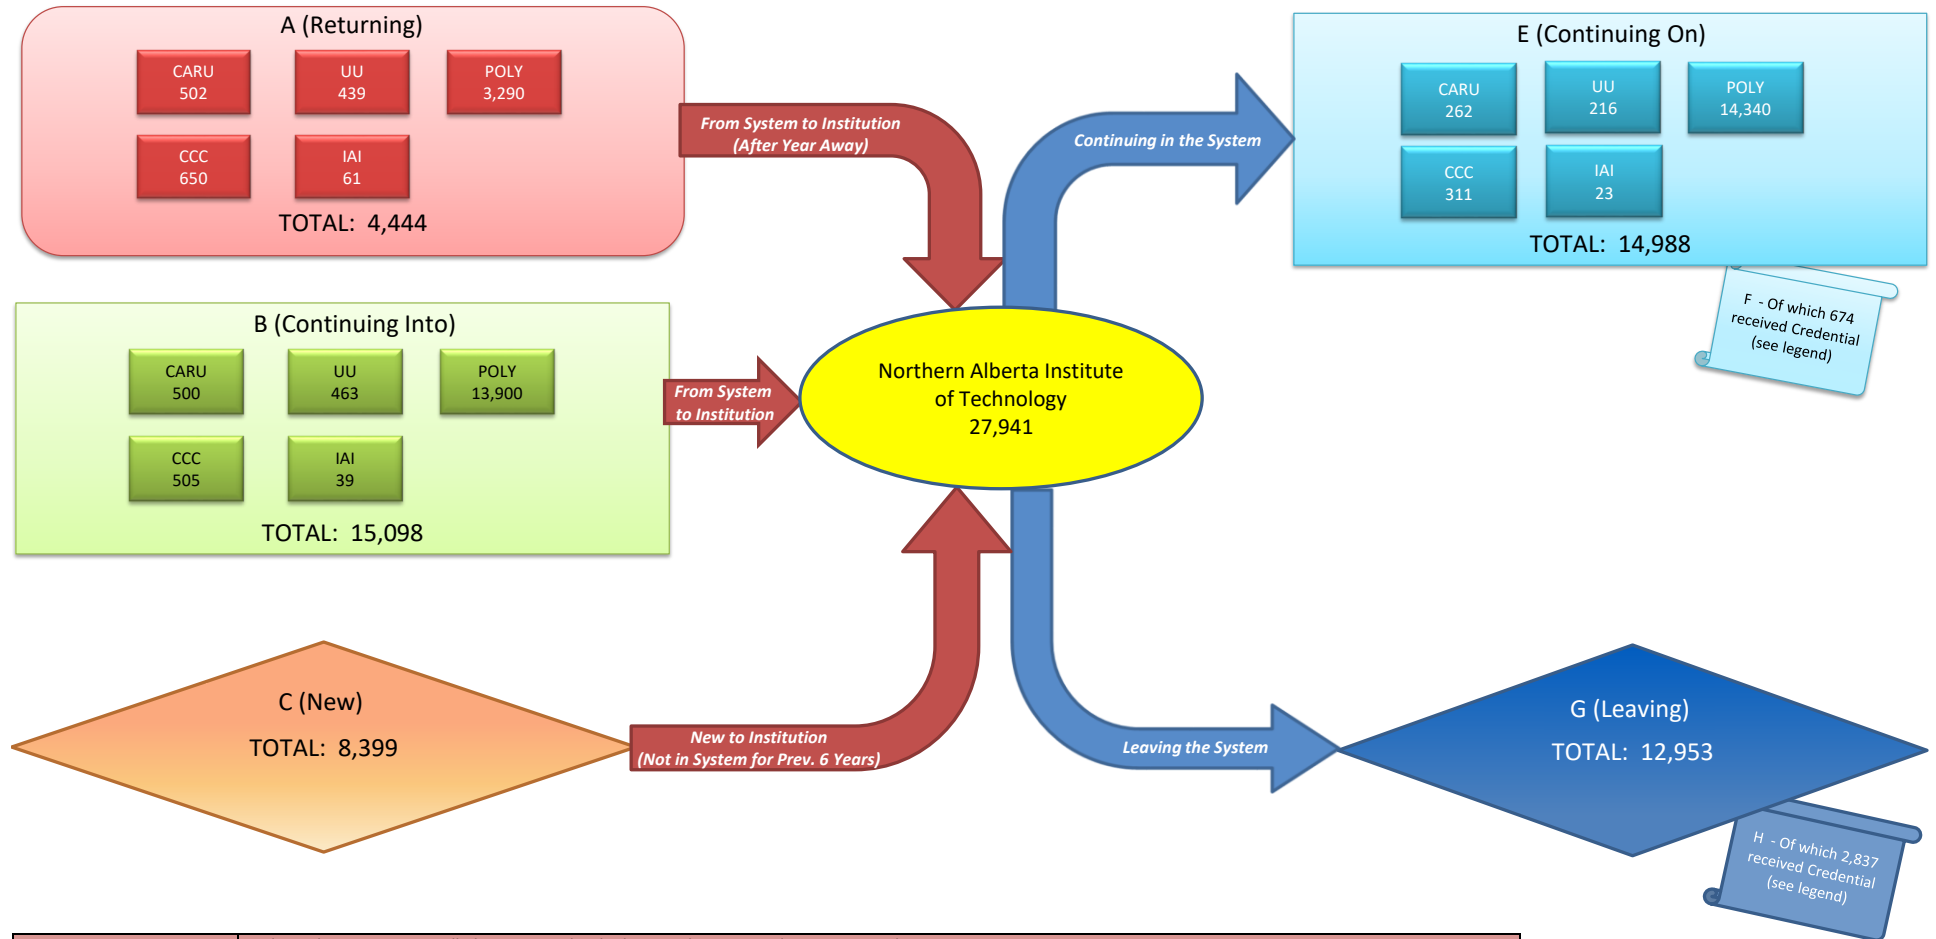 A (Returning)
CARU
502
UU
439
POLY
3,290
CCC
650
IAI
61
TOTAL: 4,444
From System to Institution
(After Year Away)
Continuing in the System
E (Continuing On)
CARU
262
UU
216
POLY
14,340
CCC
311
IAI
23
TOTAL: 14,988
F - Of which 674
received Credential
(see legend)
B (Continuing Into)
CARU
500
UU
463
POLY
13,900
CCC
505
IAI
39
TOTAL: 15,098
From System
to Institution
Northern Alberta Institute
of Technology
27,941
C (New)
TOTAL: 8,399
New to Institution
(Not in System for Prev. 6 Years)
Leaving the System
G (Leaving)
TOTAL: 12,953
H - Of which 2,837
received Credential
(see legend)